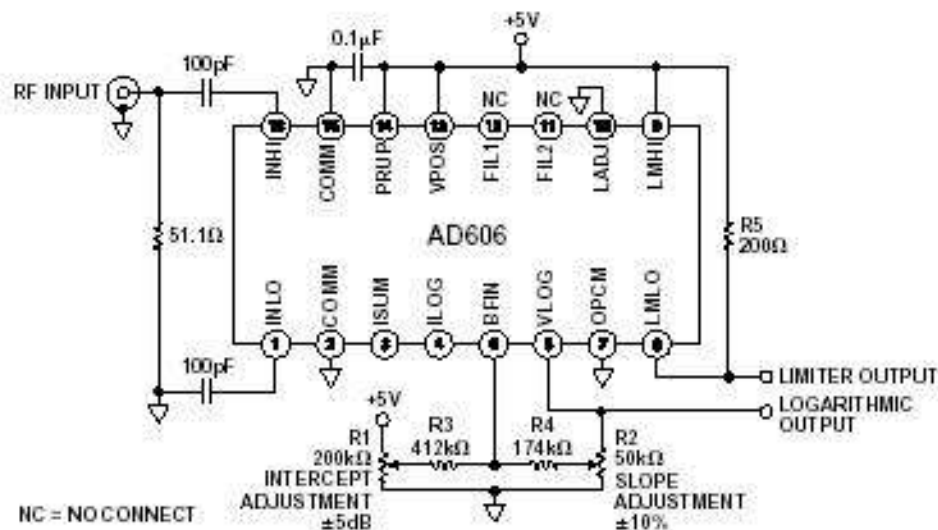 +5V
0.1µF
100pF
RF INPUT
NC NC
16 15 14 13 12 11 10 9
INHI COMM PRUP VPOS FIL1 FIL2 LADJ LMHI
51.1Ω
AD606
R5
200Ω
INLO COMM ISUM ILOG BFIN VLOG OPCM LMLO
1 2 3 4 5 6 7 8
100pF
LIMITER OUTPUT
LOGARITHMIC
OUTPUT
+5V
R1
200kΩ
INTERCEPT
ADJUSTMENT
±5dB
R3
412kΩ
R4
174kΩ
R2
50kΩ
SLOPE
ADJUSTMENT
±10%
NC = NO CONNECT